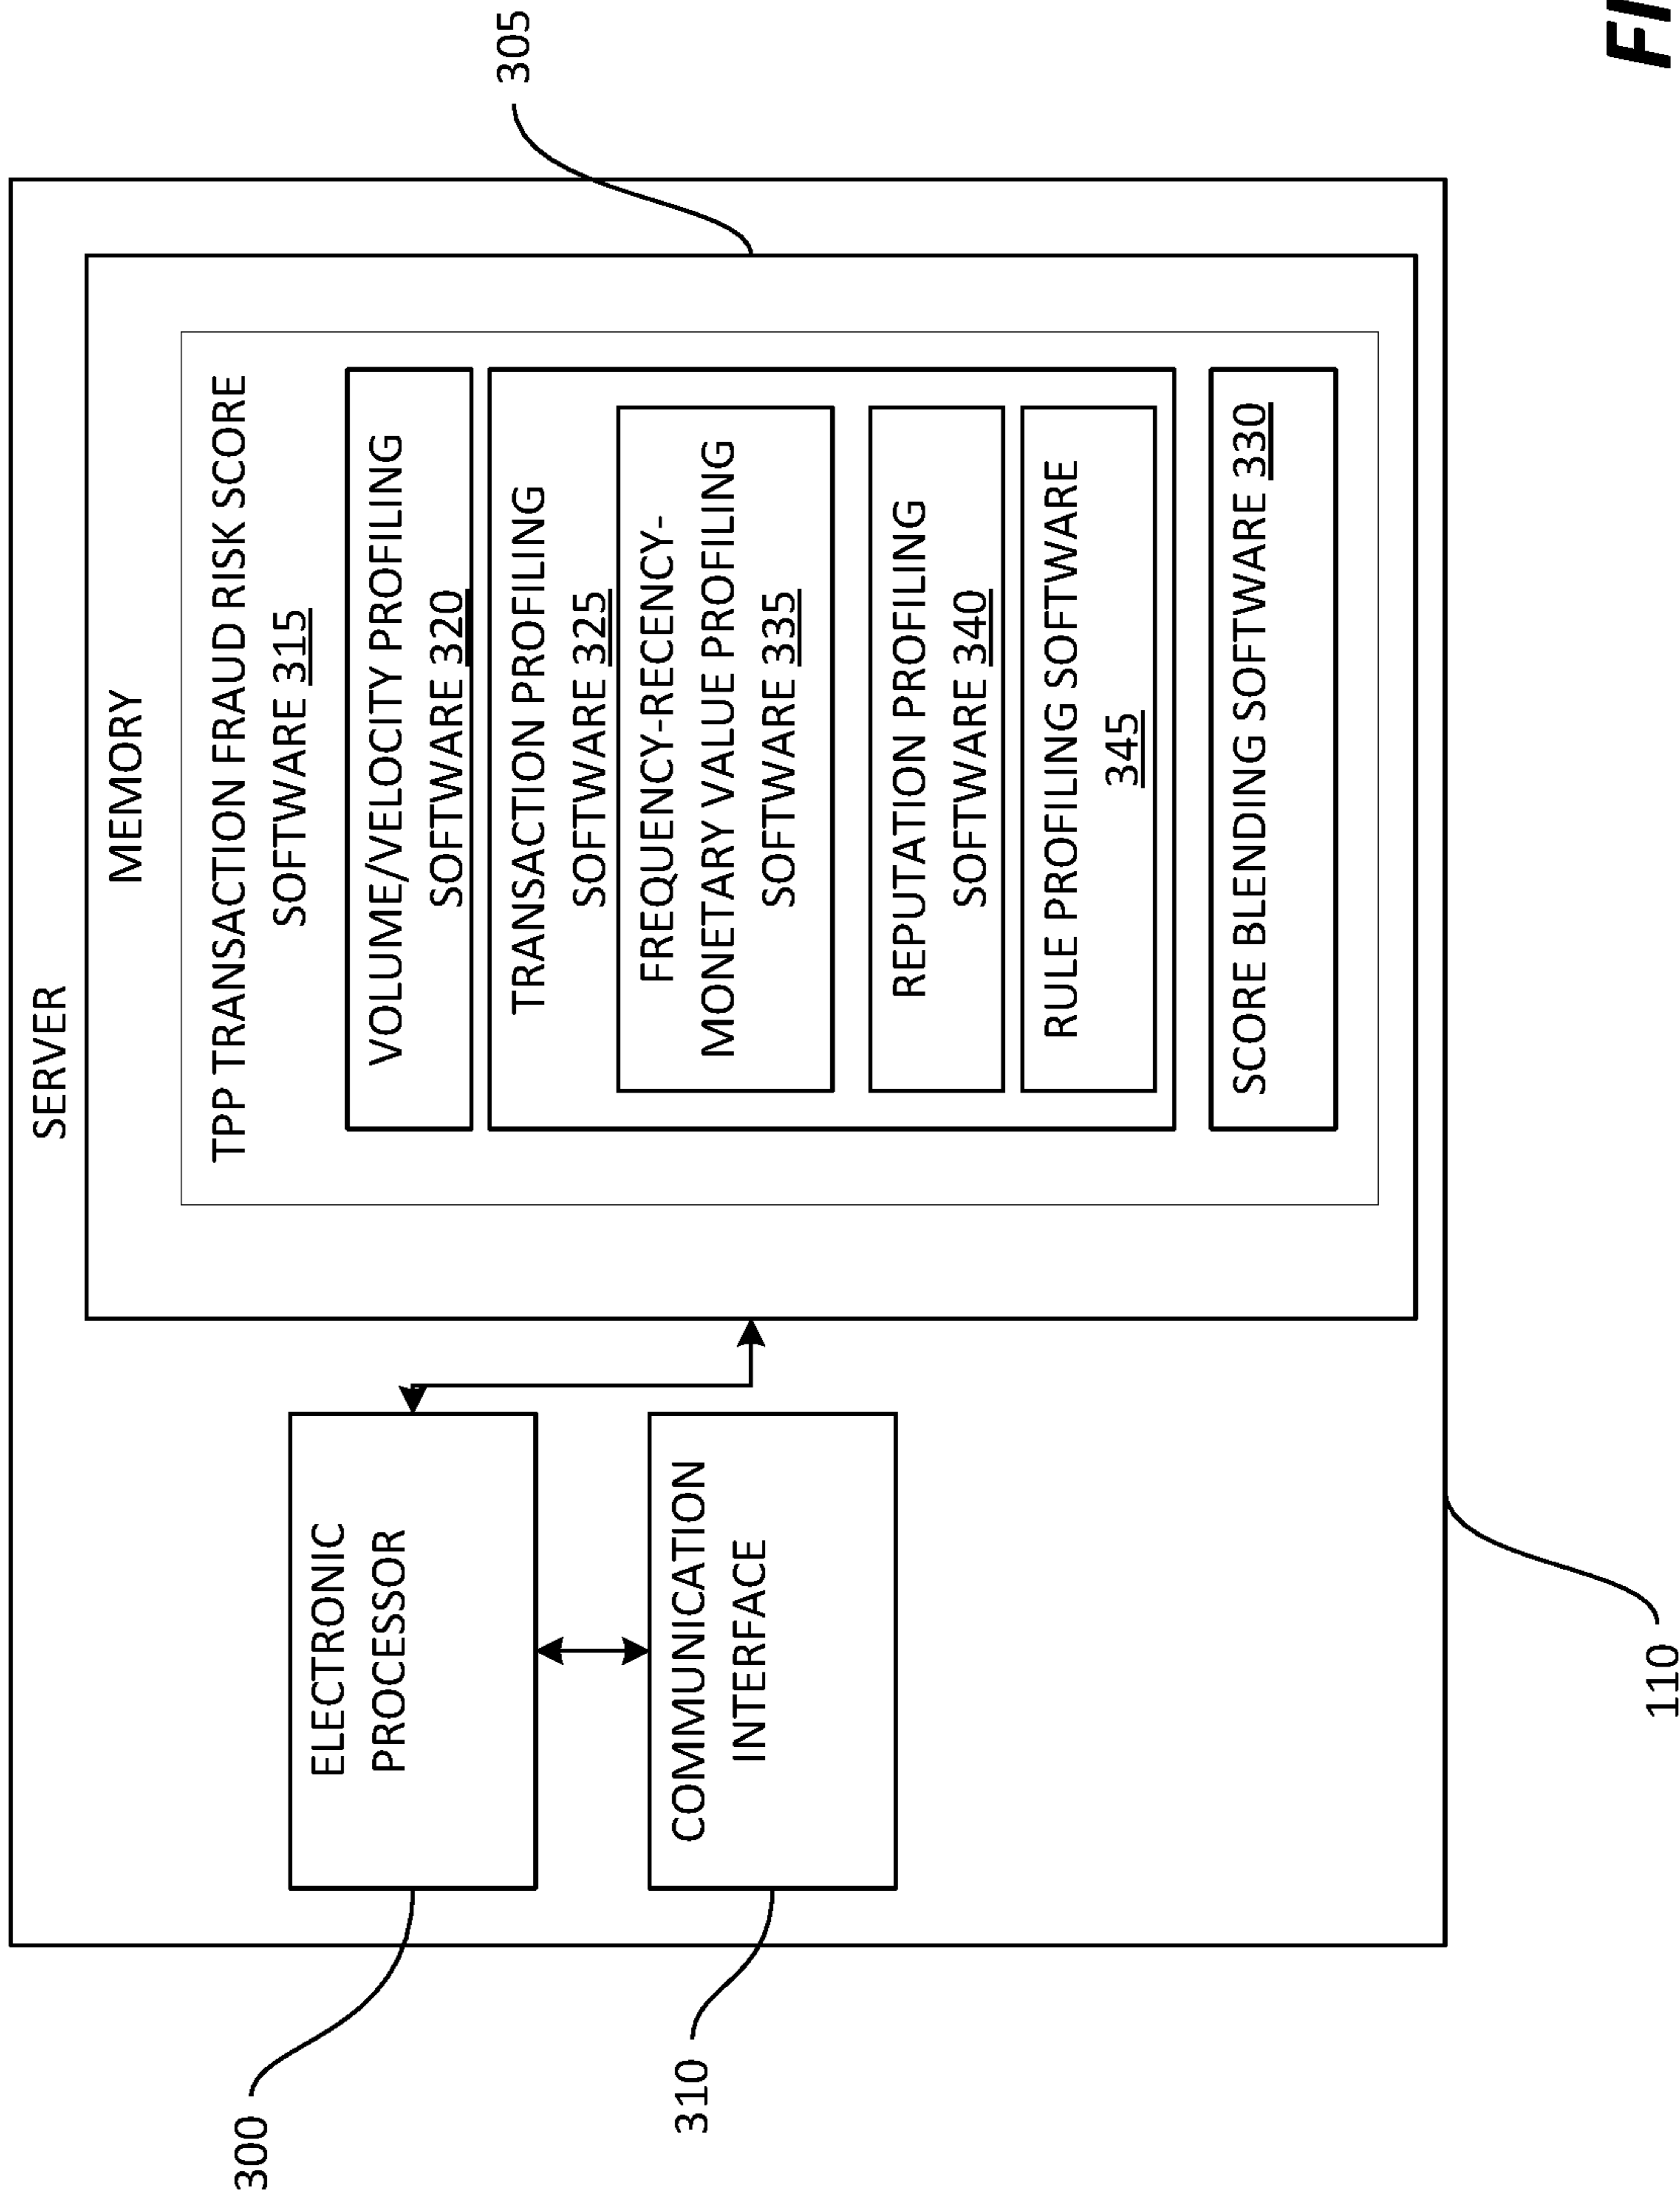 SERVER
MEMORY
305
TPP TRANSACTION FRAUD RISK SCORE
SOFTWARE 315
VOLUME/VELOCITY PROFILING
SOFTWARE 320
TRANSACTION PROFILING
SOFTWARE 325
FREQUENCY-RECENCY-
MONETARY VALUE PROFILING
SOFTWARE 335
REPUTATION PROFILING
SOFTWARE 340
RULE PROFILING SOFTWARE
345
SCORE BLENDING SOFTWARE 330
300
ELECTRONIC
PROCESSOR
310
COMMUNICATION
INTERFACE
110